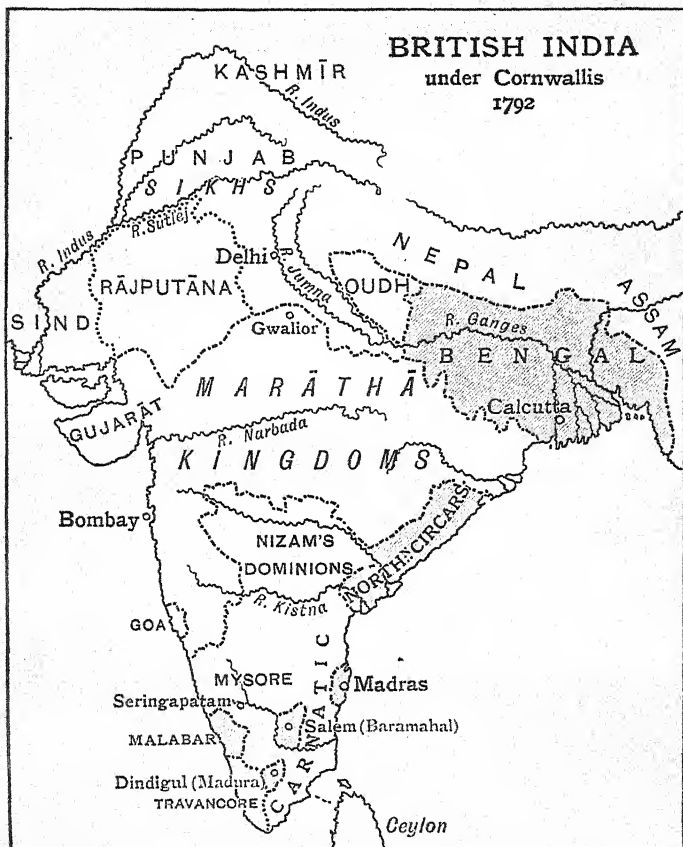 BRITISH INDIA
under Cornwallis
1792
KASHMĪR
R. Indus
PUNJAB
SIKHS
R. Sutlej
R. Indus
Delhi
R. Jumna
NEPAL
ASSAM
RĀJPUTĀNA
OUDH
SIND
Gwalior
R. Ganges
BENGAL
MARĀTHĀ
Calcutta
GUJARĀT
R. Narbada
KINGDOMS
Bombay
NIZAM'S
DOMINIONS
NORTHN CIRCARS
R. Kistna
GOA
CARNATIC
MYSORE
Madras
Seringapatam
Salem (Baramahal)
MALABAR
Dindigul (Madura)
TRAVANCORE
Ceylon